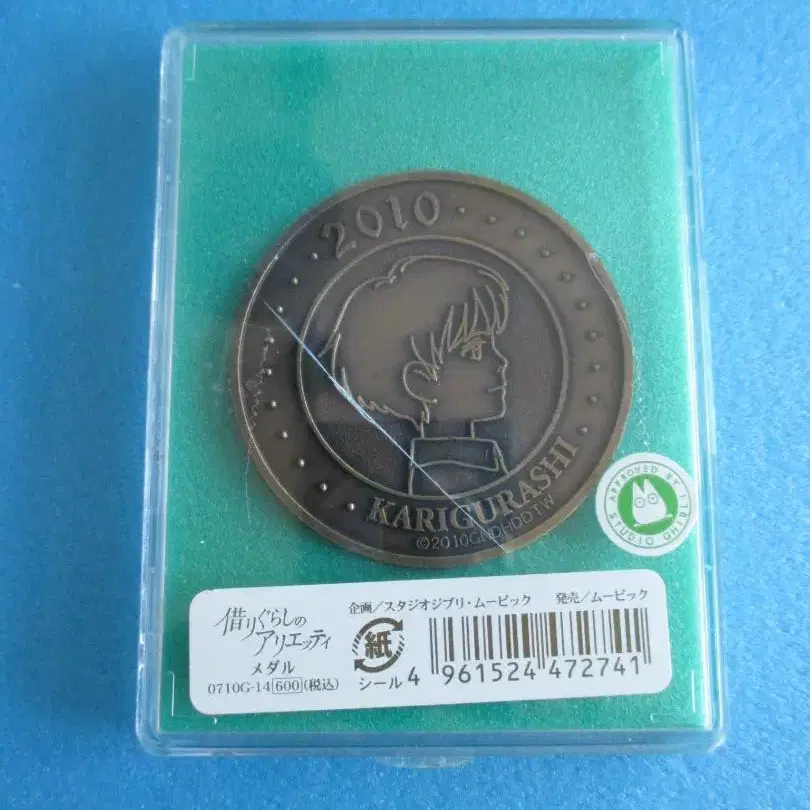 2010
KARIGURASHI
©2010GNDHDDTW
APPROVED BY
STUDIO GHIBLI
借りぐらしの
アリエッティ
メダル
0710G-14 600 (税込)
企画／スタジオジブリ・ムービック 発売／ムービック
紙
シール
4 961524 472741